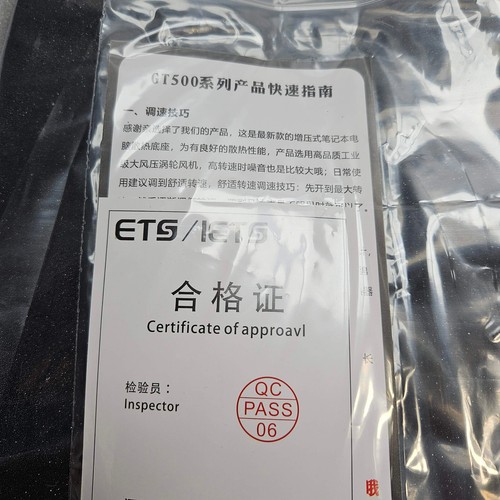 GT500系列产品快速指南
一、调速技巧
感谢您选择了我们的产品，这是最新款的增压式笔记本电
脑散热底座，为有良好的散热性能，产品选用高品质工业
级大风压涡轮风机，高转速时噪音也是比较大哦；日常使
用建议调到舒适转速，舒适转速调速技巧：先开到最大嗨
ETS/IETS
合格证
Certificate of approavl
检验员：
Inspector
QC
PASS
06
器
长